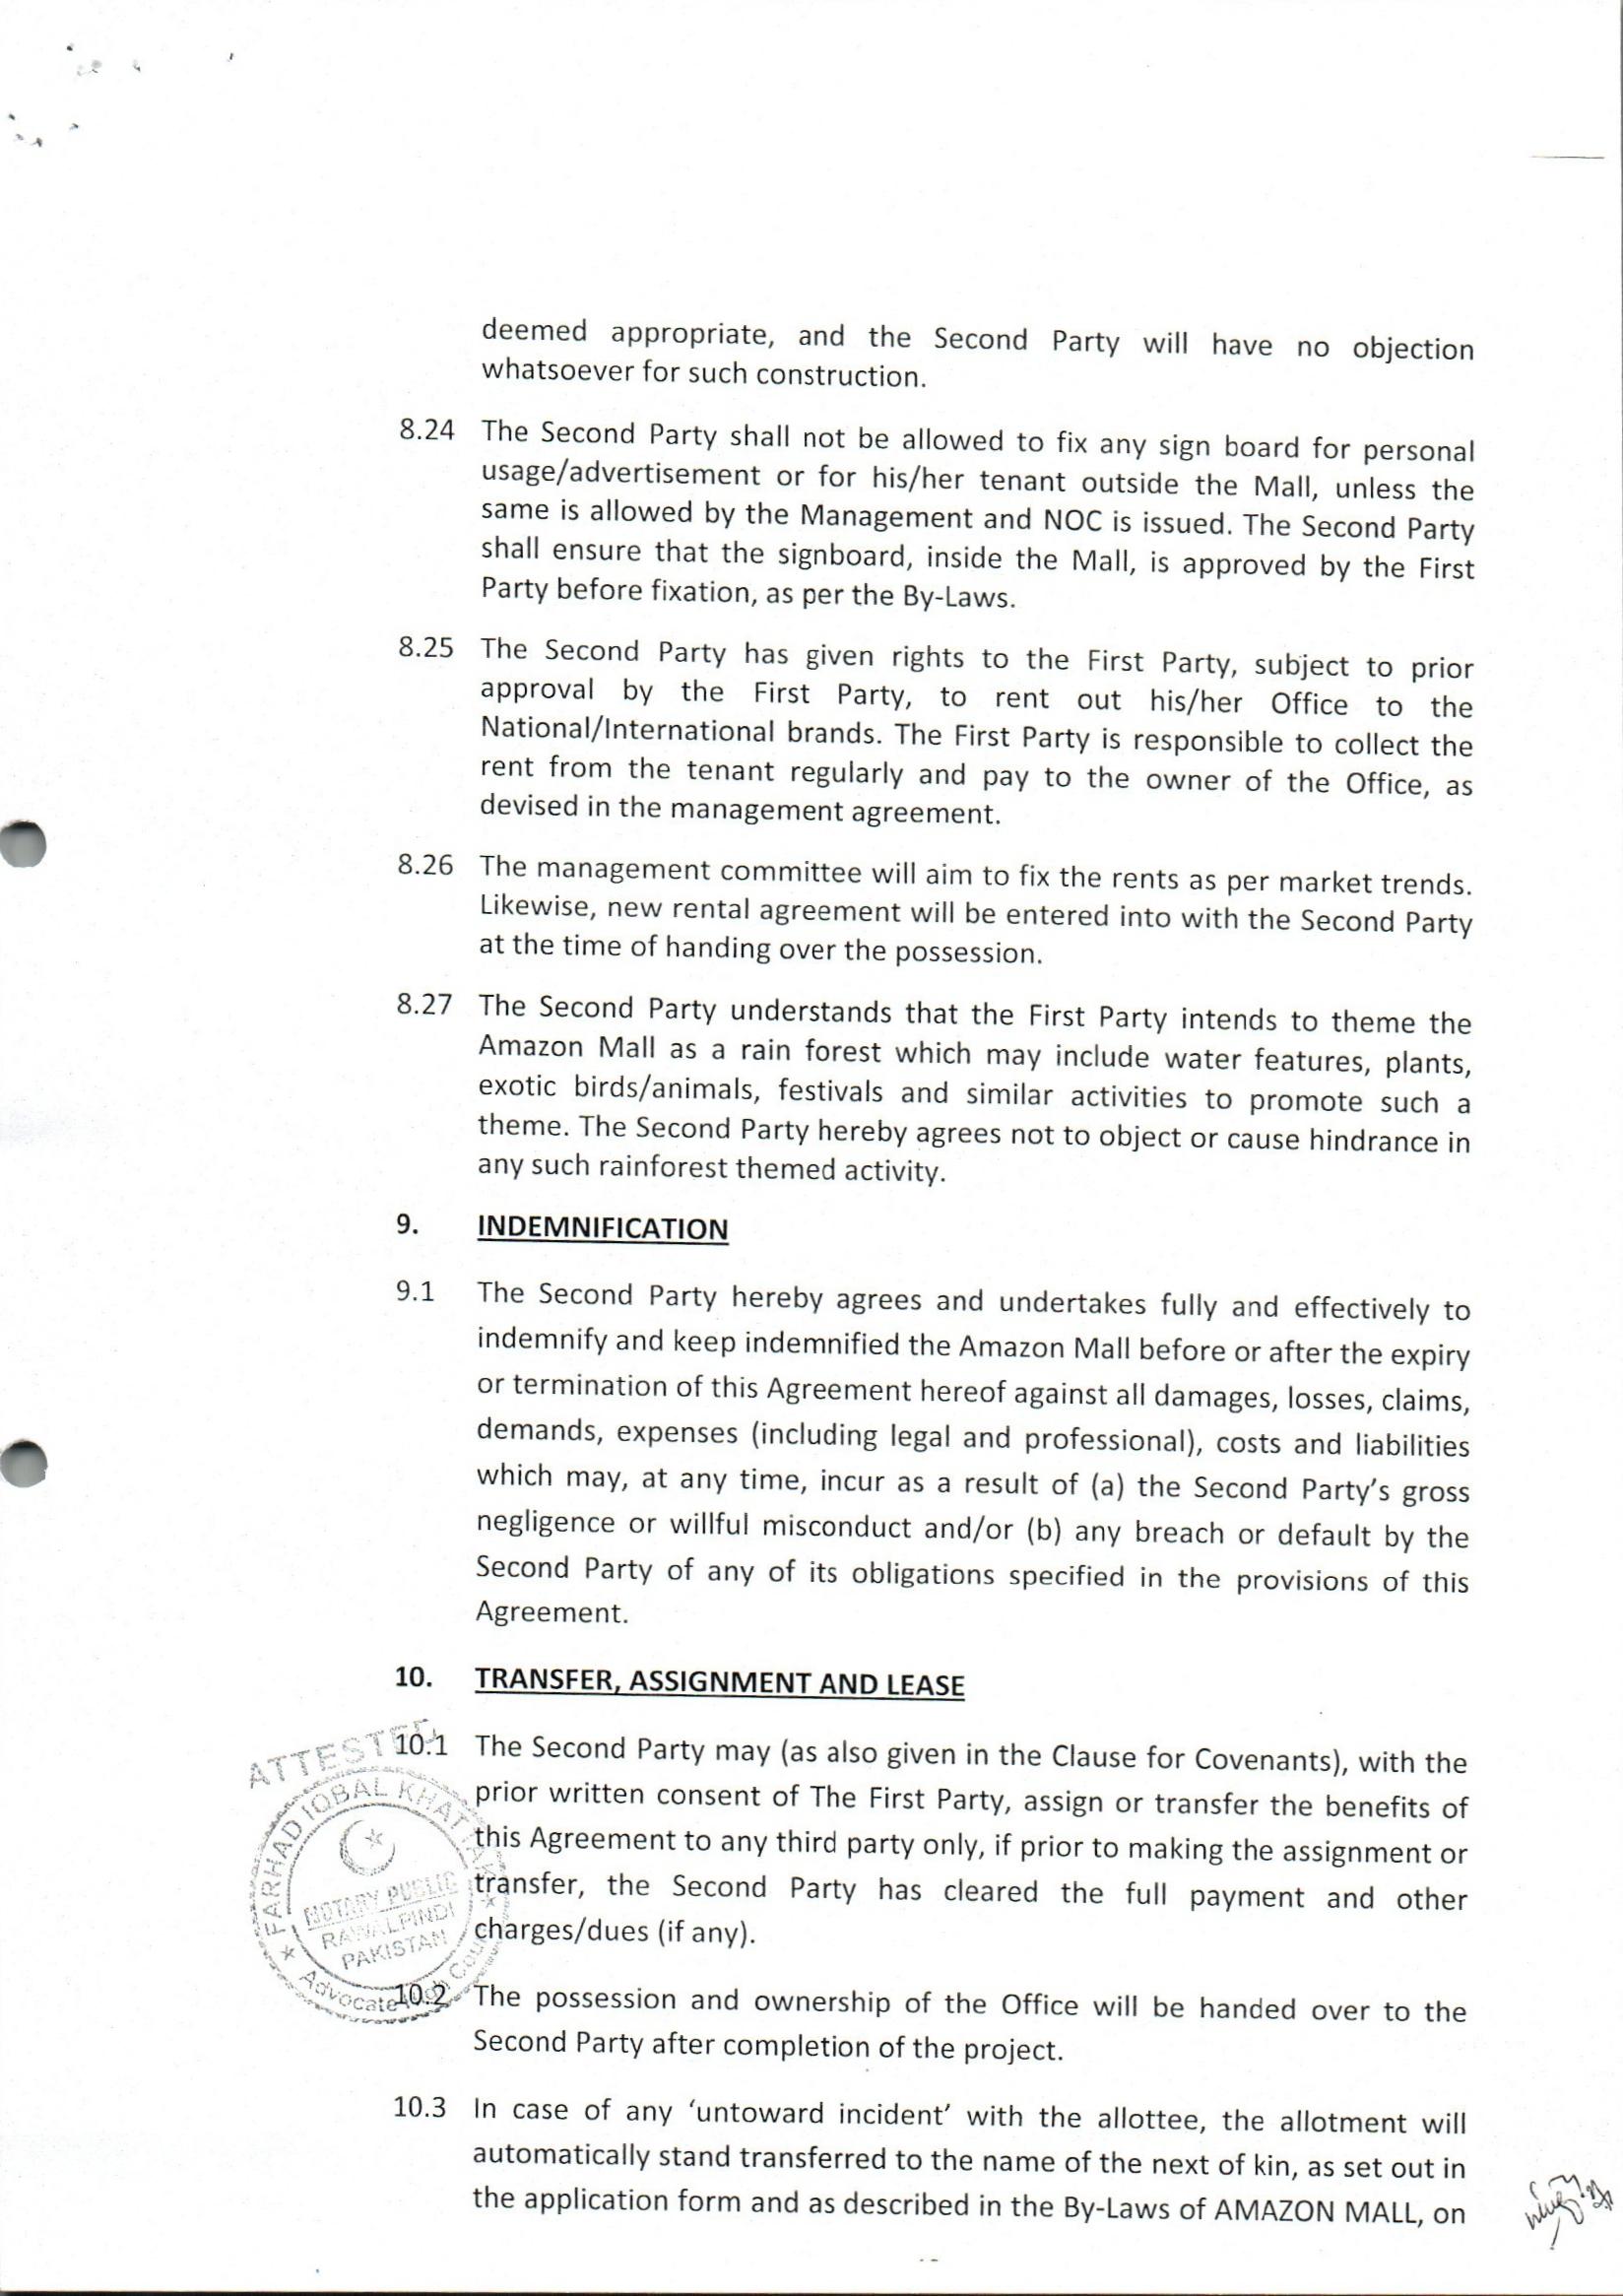 deemed appropriate, and the Second Party will have no objection
whatsoever for such construction.
8.24 The Second Party shall not be allowed to fix any sign board for personal
usage/advertisement or for his/her tenant outside the Mall, unless the
same is allowed by the Management and NOC is issued. The Second Party
shall ensure that the signboard, inside the Mall, is approved by the First
Party before fixation, as per the By-Laws.
8.25 The Second Party has given rights to the First Party, subject to prior
approval by the First Party, to rent out his/her Office to the
National/International brands. The First Party is responsible to collect the
rent from the tenant regularly and pay to the owner of the Office, as
devised in the management agreement.
8.26 The management committee will aim to fix the rents as per market trends.
Likewise, new rental agreement will be entered into with the Second Party
at the time of handing over the possession.
8.27 The Second Party understands that the First Party intends to theme the
Amazon Mall as a rain forest which may include water features, plants,
exotic birds/animals, festivals and similar activities to promote such a
theme. The Second Party hereby agrees not to object or cause hindrance in
any such rainforest themed activity.
9. INDEMNIFICATION
9.1 The Second Party hereby agrees and undertakes fully and effectively to
indemnify and keep indemnified the Amazon Mall before or after the expiry
or termination of this Agreement hereof against all damages, losses, claims,
demands, expenses (including legal and professional), costs and liabilities
which may, at any time, incur as a result of (a) the Second Party's gross
negligence or willful misconduct and/or (b) any breach or default by the
Second Party of any of its obligations specified in the provisions of this
Agreement.
10. TRANSFER, ASSIGNMENT AND LEASE
10.1 The Second Party may (as also given in the Clause for Covenants), with the
prior written consent of The First Party, assign or transfer the benefits of
this Agreement to any third party only, if prior to making the assignment or
transfer, the Second Party has cleared the full payment and other
charges/dues (if any).
ATTESTED
FARHAD IQBAL KHATTAK
NOTARY PUBLIC
RAWALPINDI
PAKISTAN
Advocate High Court
10.2 The possession and ownership of the Office will be handed over to the
Second Party after completion of the project.
10.3 In case of any ‘untoward incident’ with the allottee, the allotment will
automatically stand transferred to the name of the next of kin, as set out in
the application form and as described in the By-Laws of AMAZON MALL, on